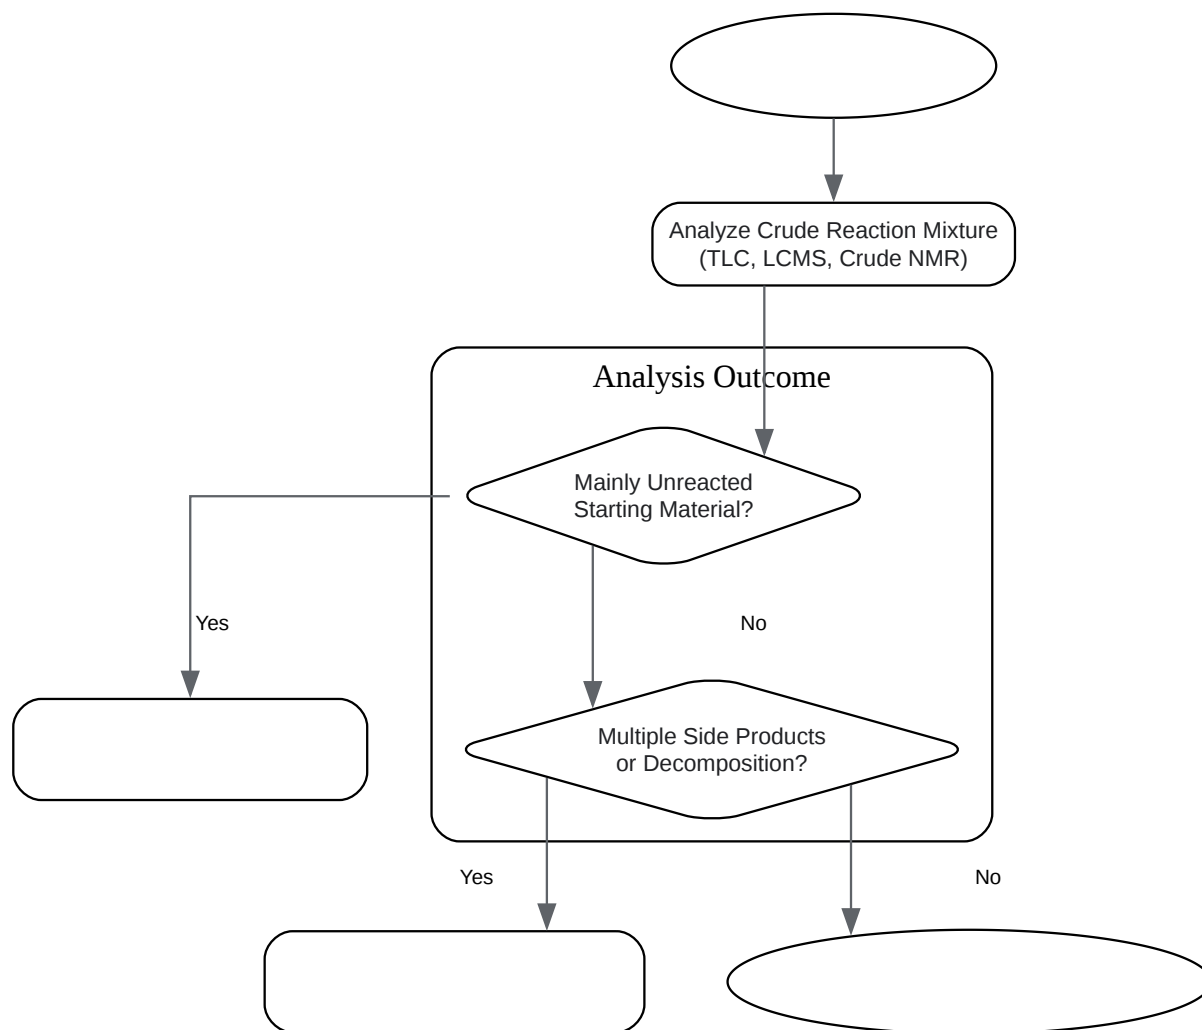 Analyze Crude Reaction Mixture
(TLC, LCMS, Crude NMR)
Analysis Outcome
Mainly Unreacted
Starting Material?
Yes
No
Multiple Side Products
or Decomposition?
Yes
No